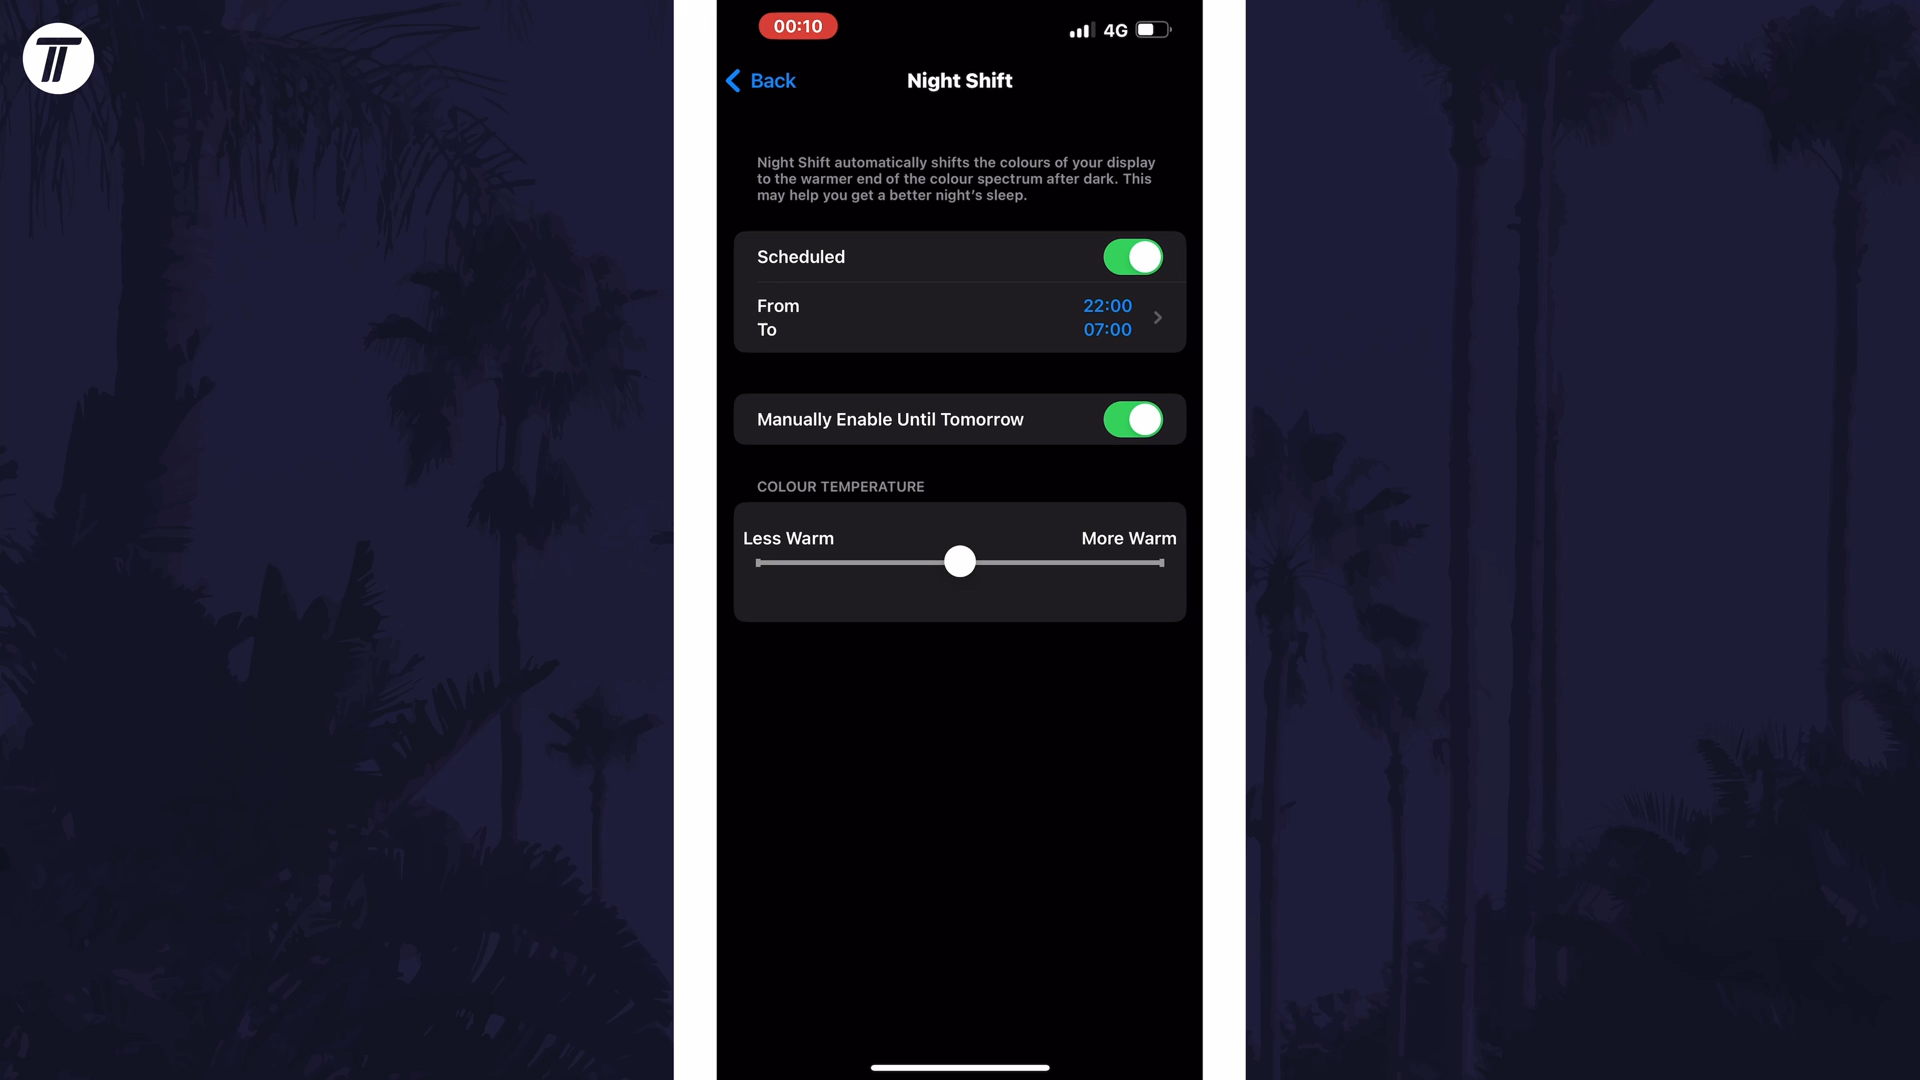 00:10
4G
Back
Night Shift
Night Shift automatically shifts the colours of your display
to the warmer end of the colour spectrum after dark. This
may help you get a better night's sleep.
Scheduled
From 22:00
To 07:00
Manually Enable Until Tomorrow
COLOUR TEMPERATURE
Less Warm More Warm